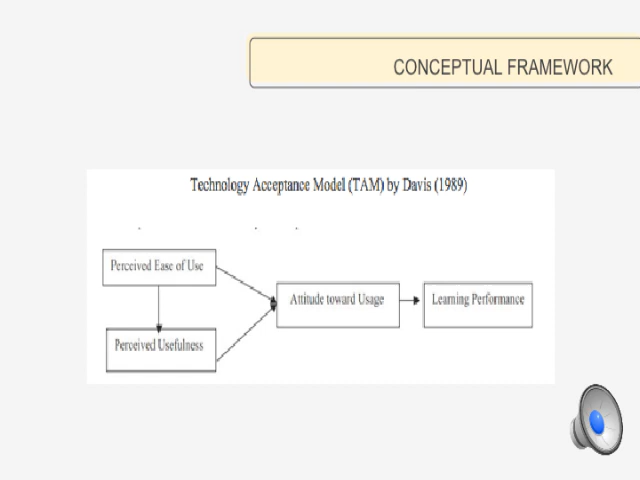 CONCEPTUAL FRAMEWORK
Technology Acceptance Model (TAM) by Davis (1989)
Perceived Ease of Use
Attitude toward Usage
Learning Performance
Perceived Usefulness